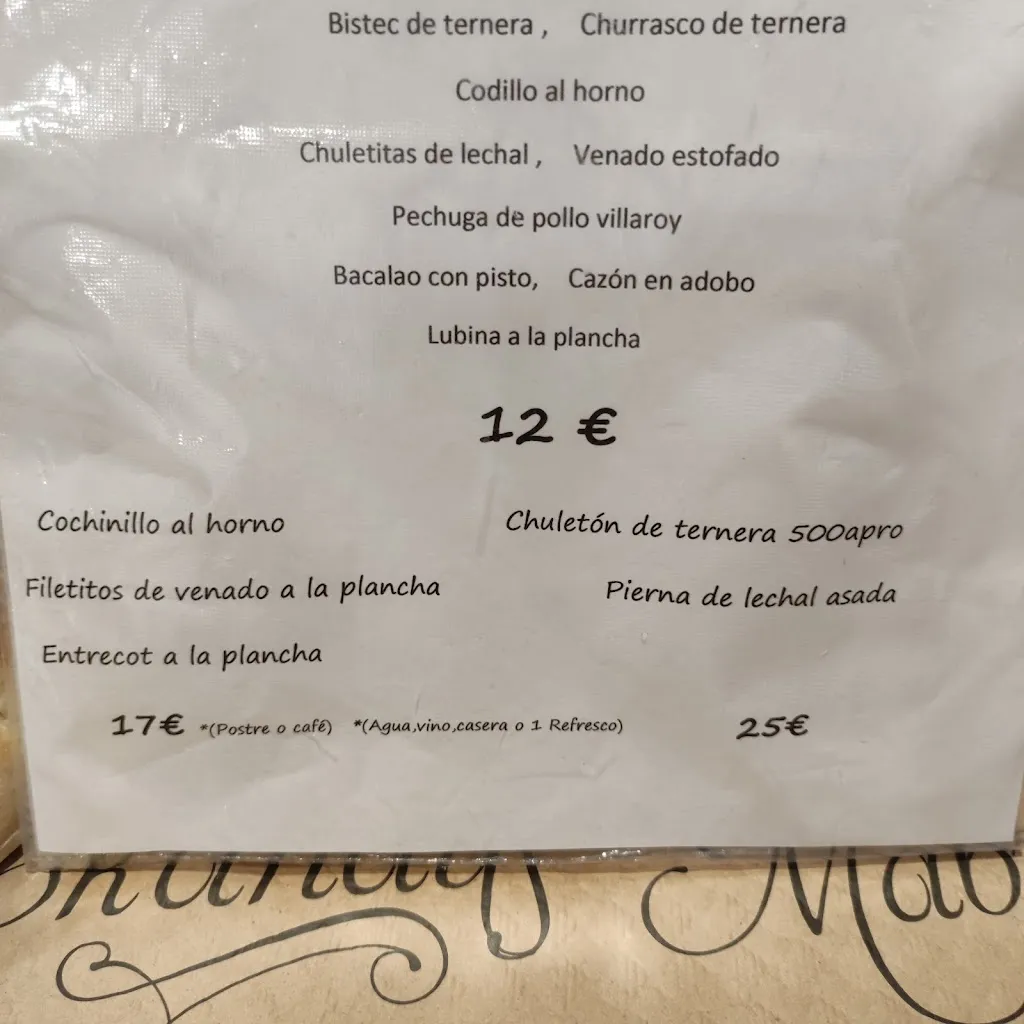 Bistec de ternera , Churrasco de ternera
Codillo al horno
Chuletitas de lechal , Venado estofado
Pechuga de pollo villaroy
Bacalao con pisto, Cazón en adobo
Lubina a la plancha
12 €
Cochinillo al horno Chuletón de ternera 500apro
Filetitos de venado a la plancha Pierna de lechal asada
Entrecot a la plancha
17€ *(Postre o café) *(Agua,vino,casera o 1 Refresco) 25€